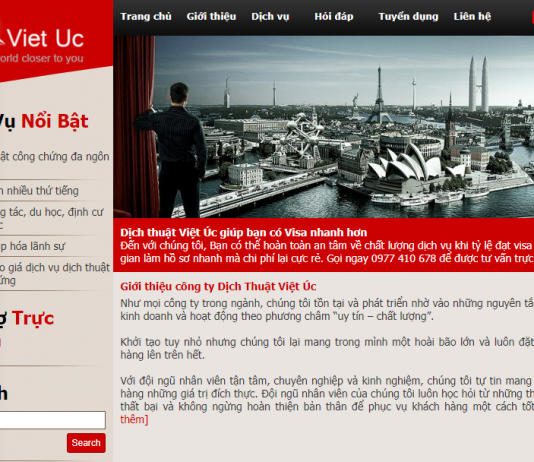 Viet Uc
orld closer to you
Trang chủ Giới thiệu Dịch vụ Hỏi đáp Tuyển dụng Liên hệ
Vụ Nổi Bật
ật công chứng đa ngôn
n nhiều thứ tiếng
g tác, du học, định cư
c
p hóa lãnh sự
o giá dịch vụ dịch thuật
ứng
ợ Trực
h
Search
Dịch thuật Việt Úc giúp bạn có Visa nhanh hơn
Đến với chúng tôi, Bạn có thể hoàn toàn an tâm về chất lượng dịch vụ khi tỷ lệ đạt visa
gian làm hồ sơ nhanh mà chi phí lại cực rẻ. Gọi ngay 0977 410 678 để được tư vấn trực
Giới thiệu công ty Dịch Thuật Việt Úc
Như mọi công ty trong ngành, chúng tôi tồn tại và phát triển nhờ vào những nguyên tắ
kinh doanh và hoạt động theo phương châm “uy tín – chất lượng”.
Khởi tạo tuy nhỏ nhưng chúng tôi lại mang trong mình một hoài bão lớn và luôn đặt
hàng lên trên hết.
Với đội ngũ nhân viên tận tâm, chuyên nghiệp và kinh nghiệm, chúng tôi tự tin mang
hàng những giá trị đích thực. Đội ngũ nhân viên của chúng tôi luôn học hỏi từ những th
thất bại và không ngừng hoàn thiện bản thân để phục vụ khách hàng một cách tốt
thêm]